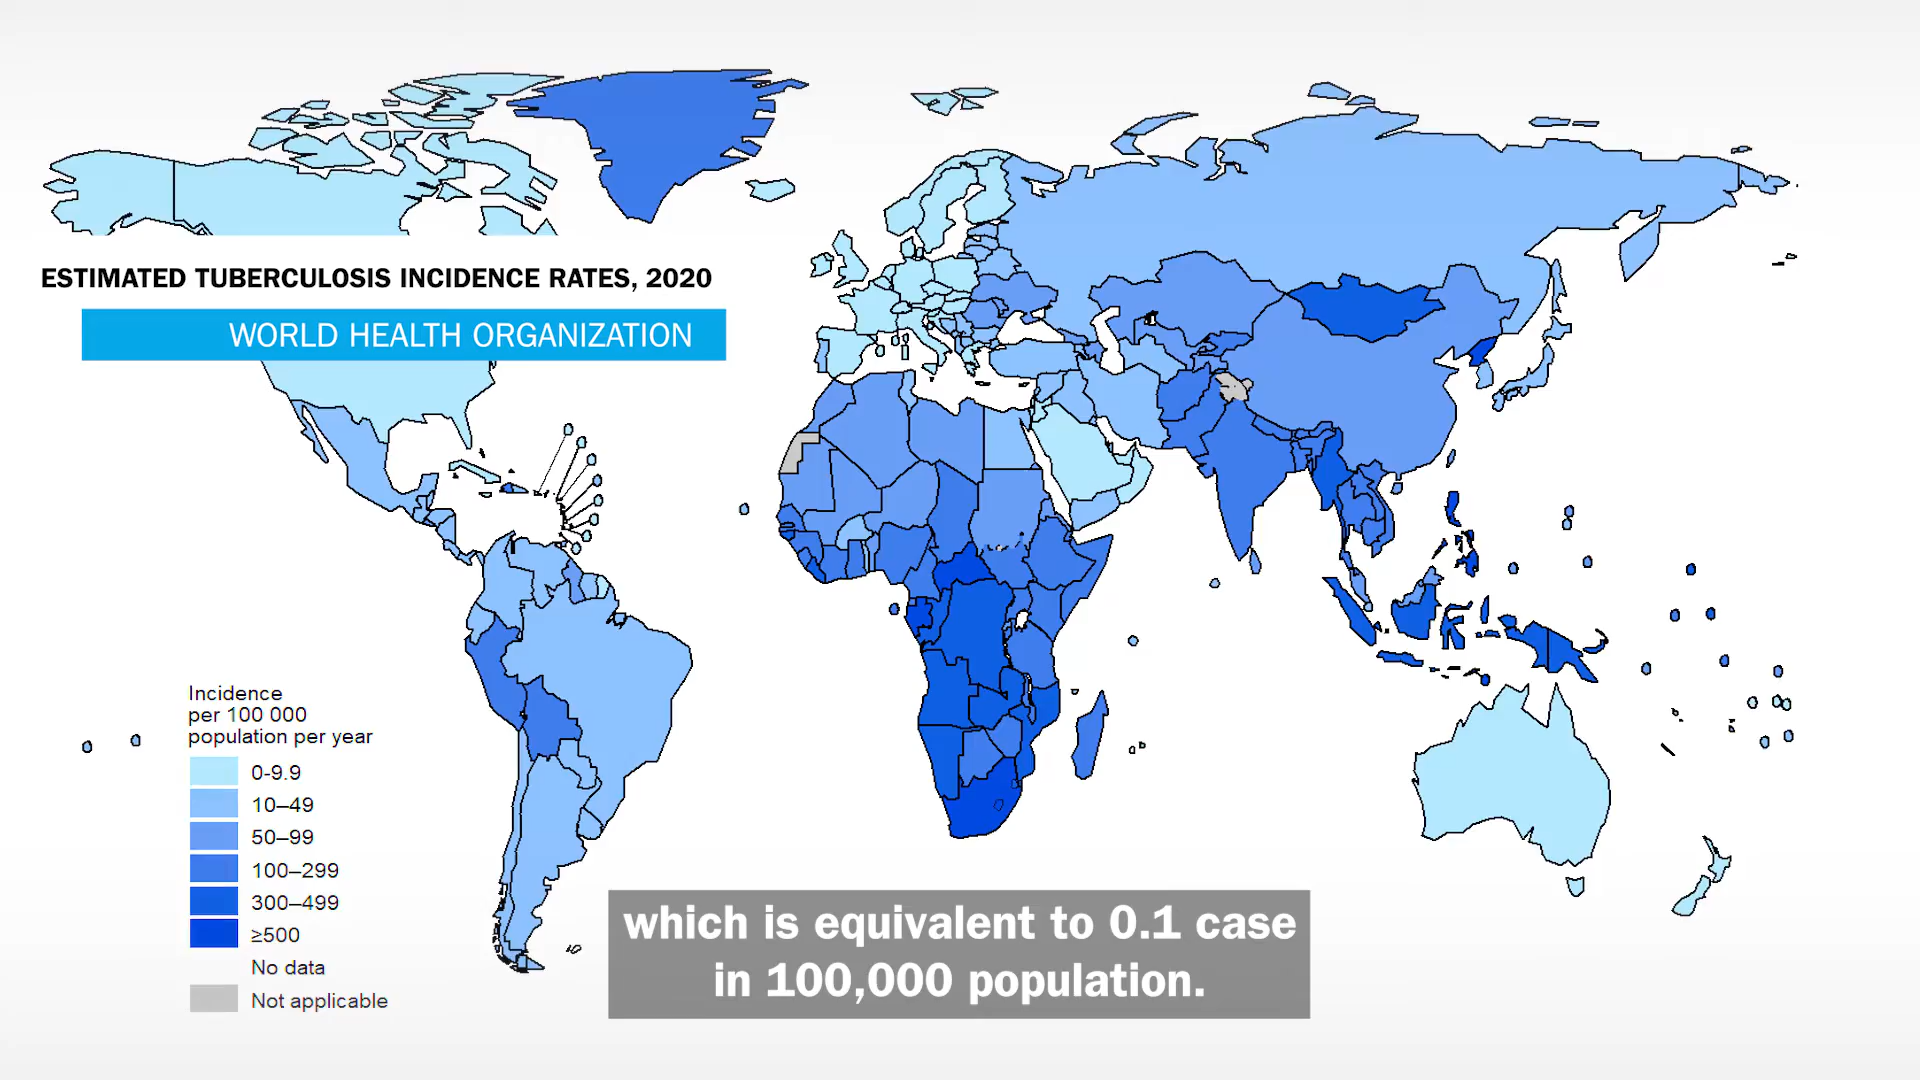 ESTIMATED TUBERCULOSIS INCIDENCE RATES, 2020
WORLD HEALTH ORGANIZATION
Incidence
per 100 000
population per year
0-9.9
10–49
50–99
100–299
300–499
≥500
No data
Not applicable
which is equivalent to 0.1 case
in 100,000 population.